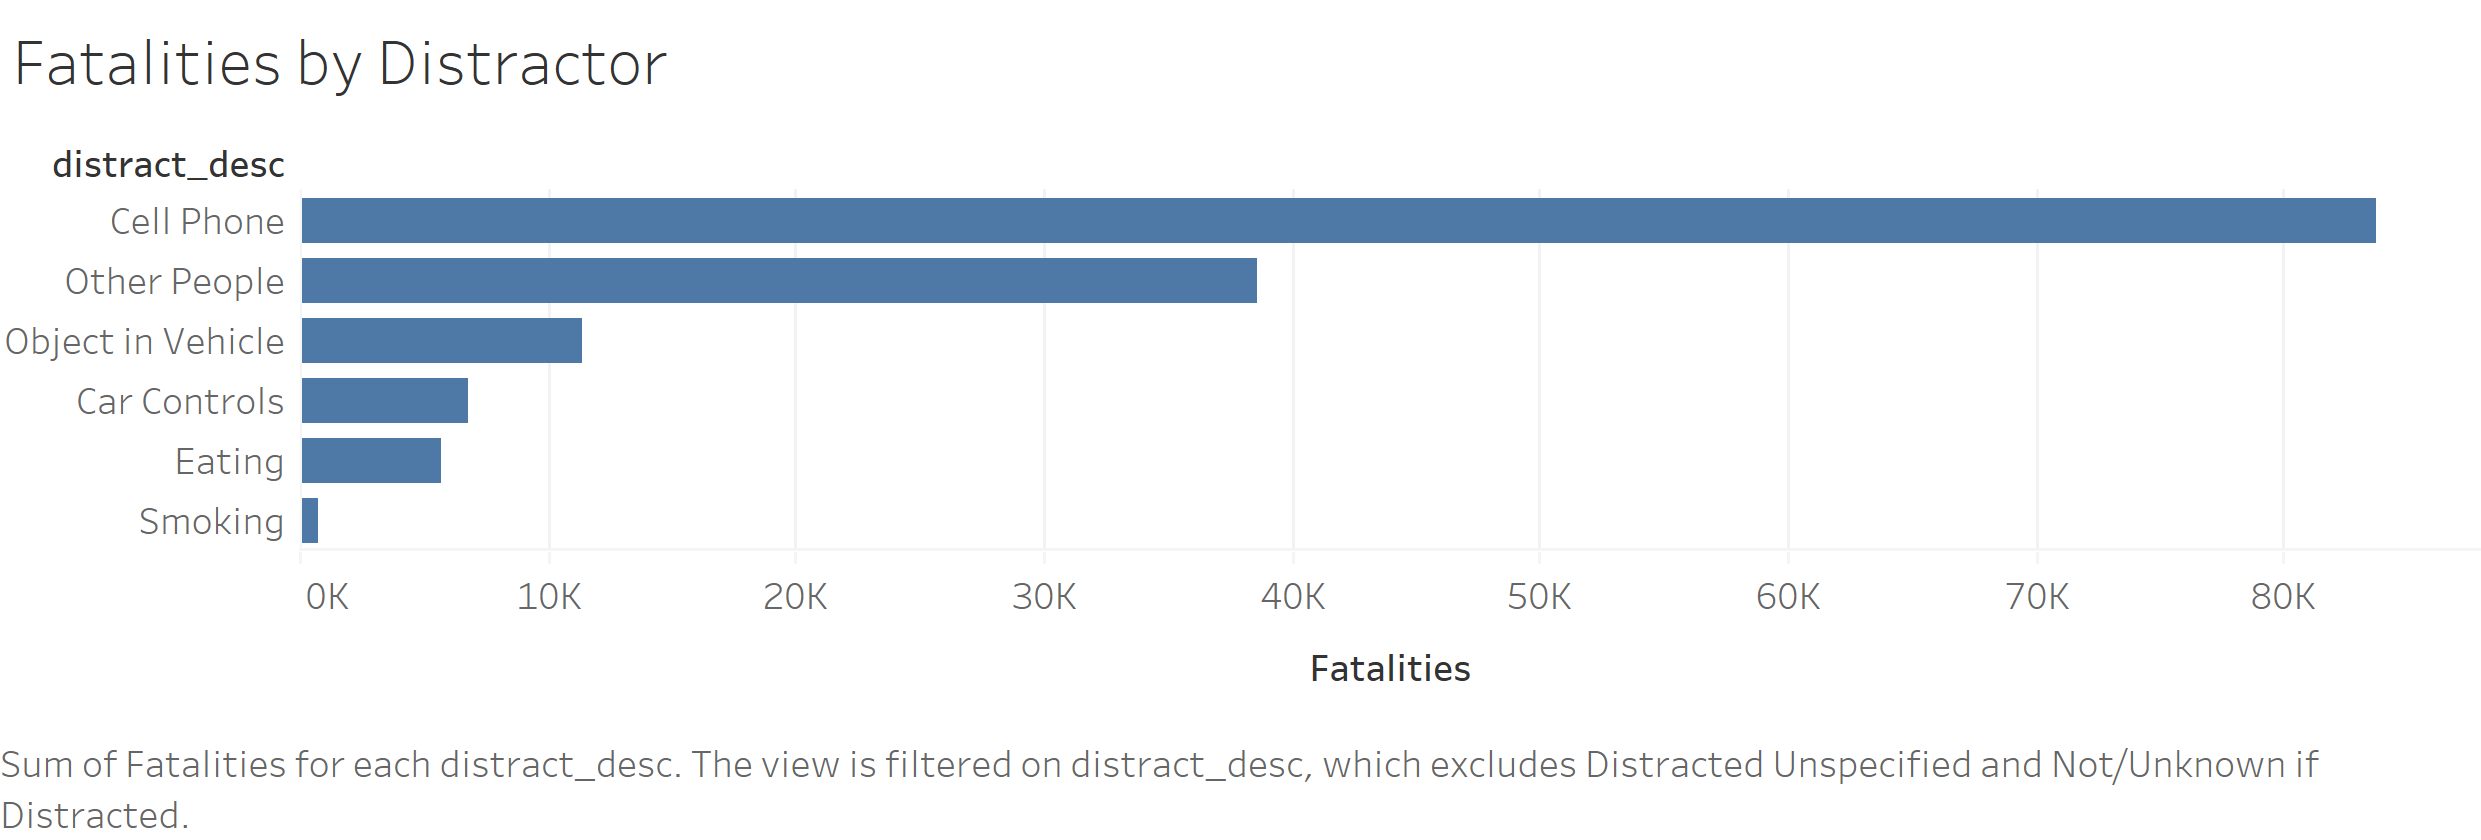 Fatalities by Distractor
distract_desc
Cell Phone
Other People
Object in Vehicle
Car Controls
Eating
Smoking
0K 10K 20K 30K 40K 50K 60K 70K 80K
Fatalities
Sum of Fatalities for each distract_desc. The view is filtered on distract_desc, which excludes Distracted Unspecified and Not/Unknown if
Distracted.